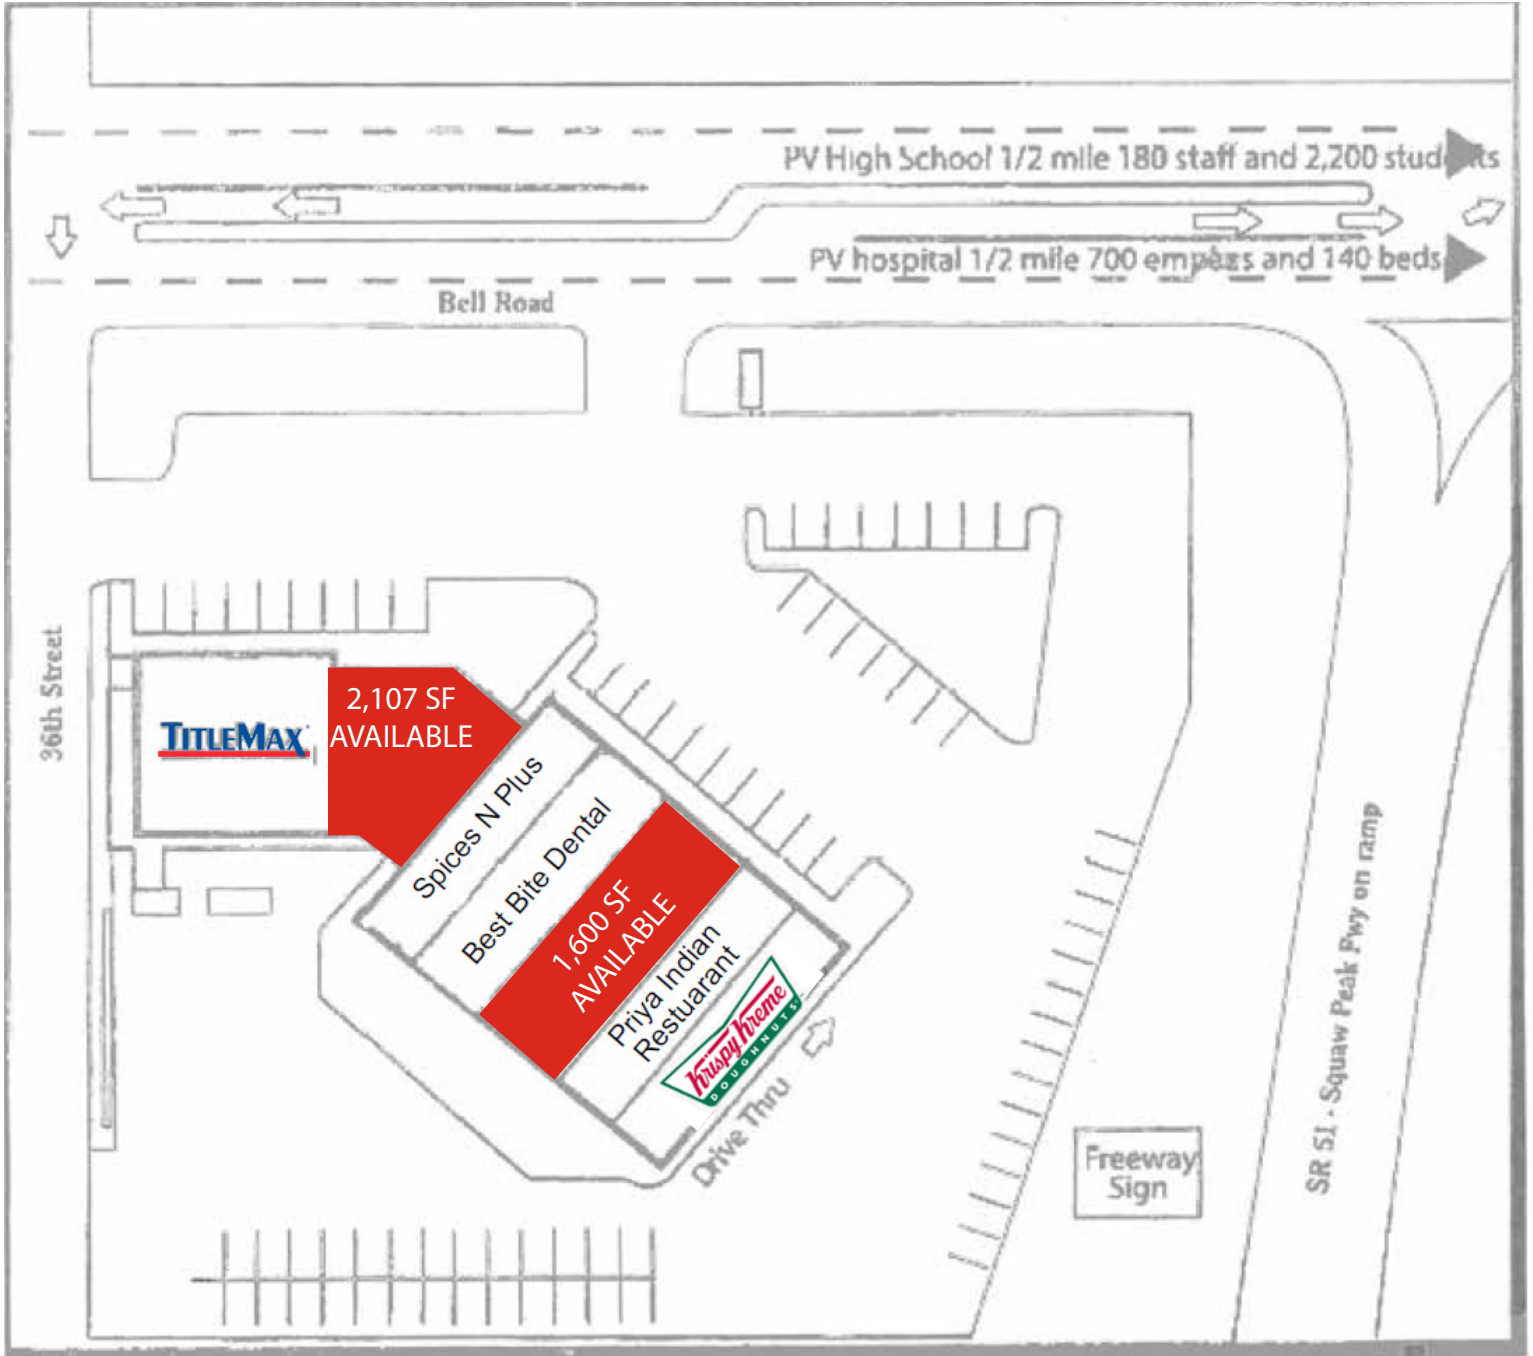 PV High School 1/2 mile 180 staff and 2,200 students
PV hospital 1/2 mile 700 and 140 beds
Bell Road
36th Street
TITLEMAX
2,107 SF
AVAILABLE
Spices N Plus
Best Bite Dental
1,600 SF
AVAILABLE
Priya Indian
Restuarant
Krispy Kreme
DOUGHNUTS
Drive Thru
Freeway
Sign
SR 51 - Squaw Peak Fwy on ramp